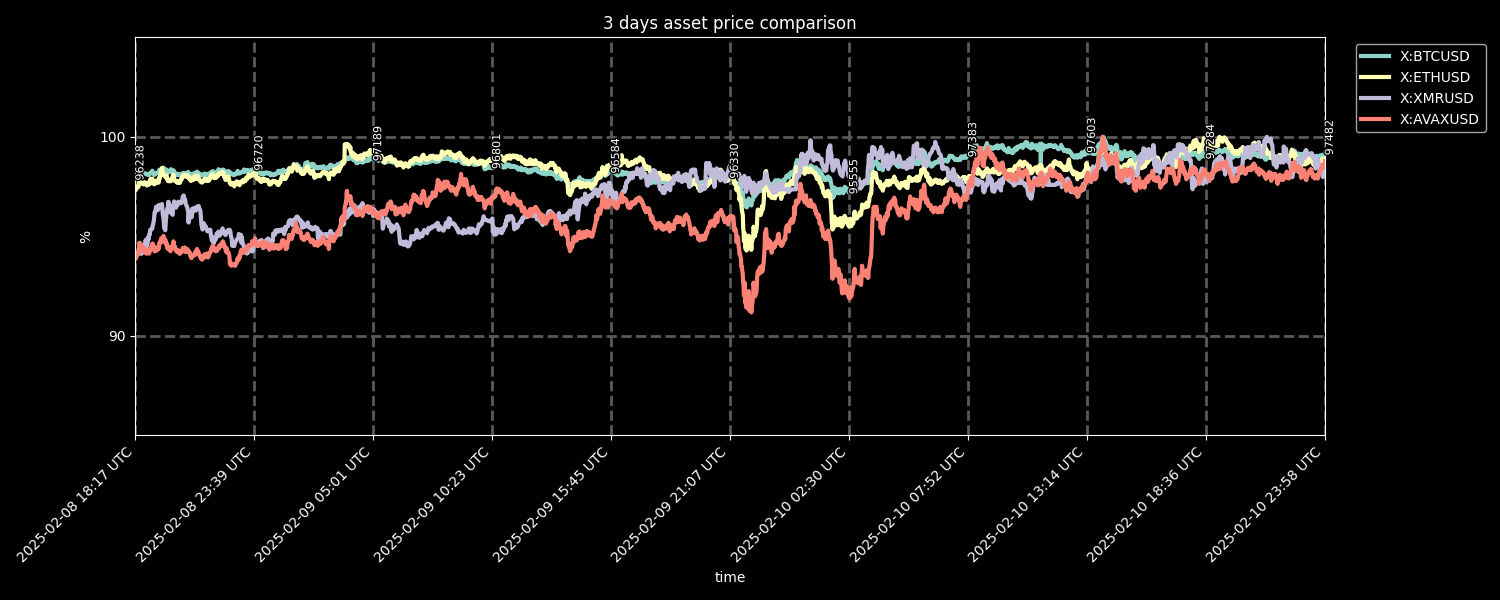 3 days asset price comparison
X:BTCUSD
X:ETHUSD
X:XMRUSD
X:AVAXUSD
100
90
%
96238
96720
97189
96801
96584
96330
95555
97383
97603
97284
97482
2025-02-08 18:17 UTC
2025-02-08 23:39 UTC
2025-02-09 05:01 UTC
2025-02-09 10:23 UTC
2025-02-09 15:45 UTC
2025-02-09 21:07 UTC
2025-02-10 02:30 UTC
2025-02-10 07:52 UTC
2025-02-10 13:14 UTC
2025-02-10 18:36 UTC
2025-02-10 23:58 UTC
time